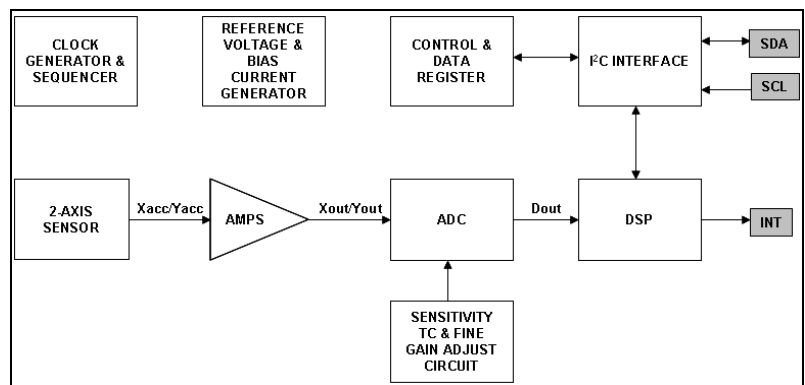 CLOCK
GENERATOR &
SEQUENCER
REFERENCE
VOLTAGE &
BIAS
CURRENT
GENERATOR
CONTROL &
DATA
REGISTER
I²C INTERFACE
SDA
SCL
2-AXIS
SENSOR
Xacc/Yacc
AMPS
Xout/Yout
ADC
Dout
DSP
INT
SENSITIVITY
TC & FINE
GAIN ADJUST
CIRCUIT